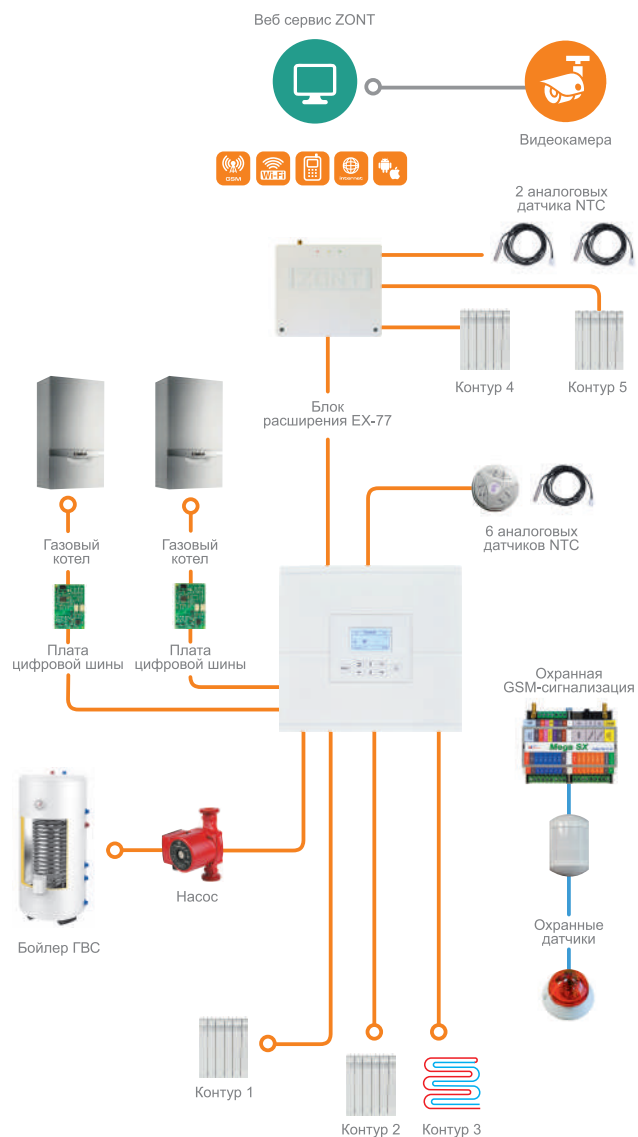 Веб сервис ZONT
Видеокамера
GSM
Wi-Fi
internet
2 аналоговых
датчика NTC
ZONT
Контур 4
Контур 5
Блок
расширения EX-77
6 аналоговых
датчиков NTC
Газовый
котел
Газовый
котел
Плата
цифровой шины
Плата
цифровой шины
Охранная
GSM-сигнализация
Mega SX
Насос
Бойлер ГВС
Охранные
датчики
Контур 1
Контур 2
Контур 3